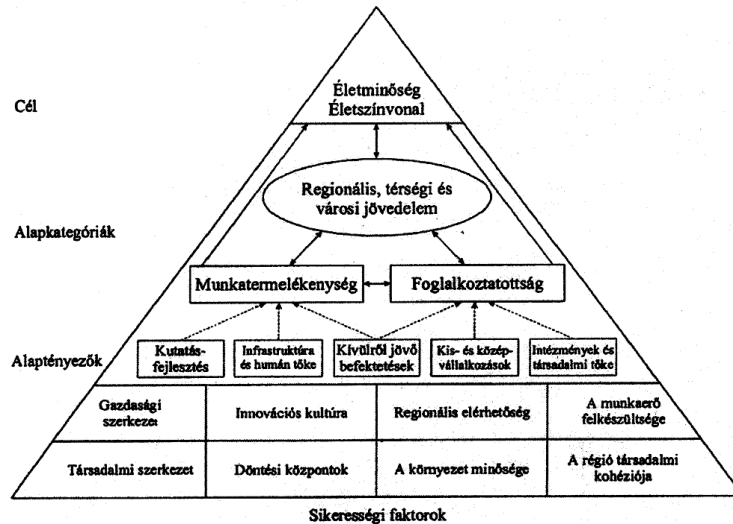 Cél
Életminőség
Életszínvonal
Regionális, térségi és
városi jövedelem
Alapkategóriák
Munkatermelékenység
Foglalkoztatottság
Alaptényezők
Kutatás-
fejlesztés
Infrastruktúra
és humán tőke
Kívülről jövő
befektetések
Kis- és közép-
vállalkozások
Intézmények és
társadalmi tőke
Gazdasági
szerkezet
Innovációs kultúra
Regionális elérhetőség
A munkaerő
felkészültsége
Társadalmi szerkezet
Döntési központok
A környezet minősége
A régió társadalmi
kohéziója
Sikerességi faktorok